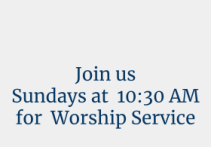 Join us
Sundays at 10:30 AM
for Worship Service